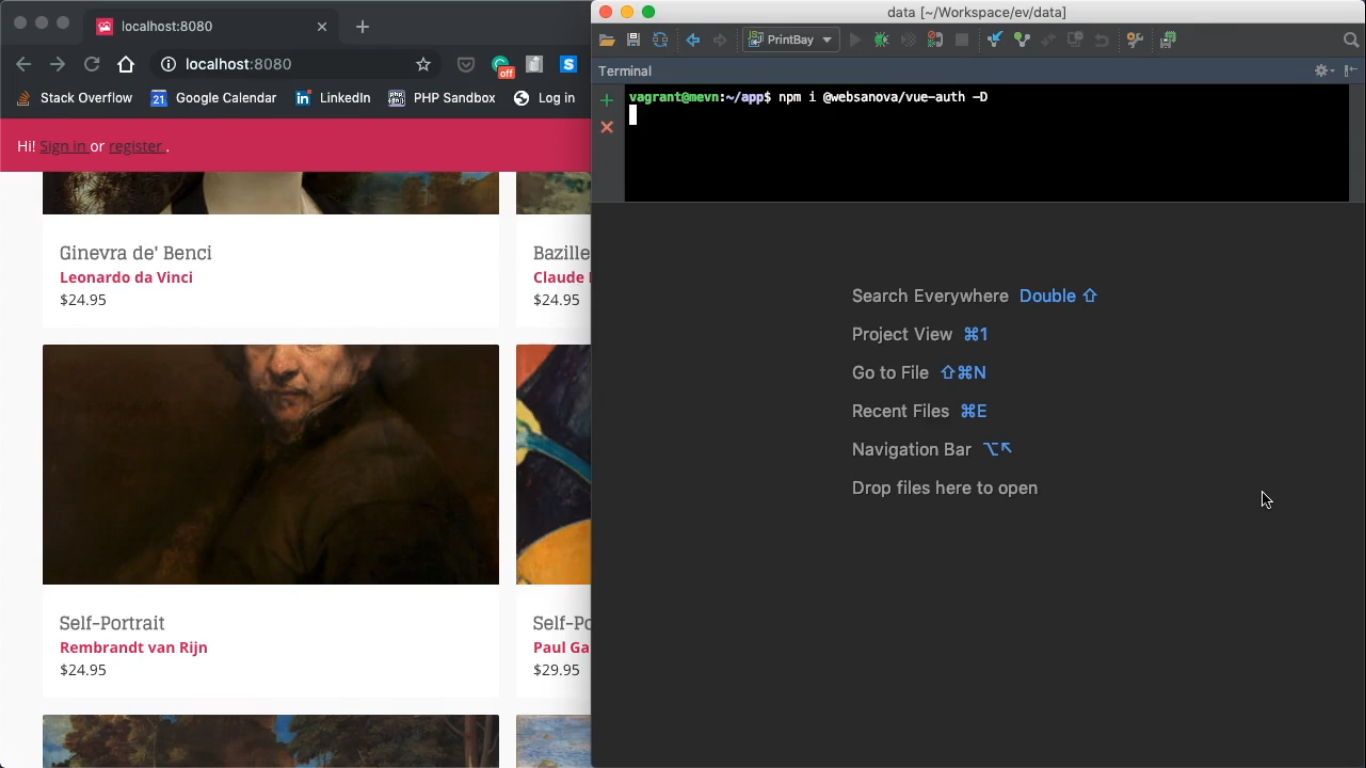 localhost:8080
localhost:8080
off
S
Stack Overflow
21
Google Calendar
in
LinkedIn
php
PHP Sandbox
Log in
Hi! Sign in or register .
Ginevra de' Benci
Leonardo da Vinci
$24.95
Bazille
Claude
$24.95
Self-Portrait
Rembrandt van Rijn
$24.95
Self-Po
Paul Ga
$29.95
data [~/Workspace/ev/data]
PrintBay
Terminal
vagrant@mevn:~/app$ npm i @websanova/vue-auth -D
Search Everywhere Double ⇧
Project View ⌘1
Go to File ⇧⌘N
Recent Files ⌘E
Navigation Bar ⌥↖
Drop files here to open